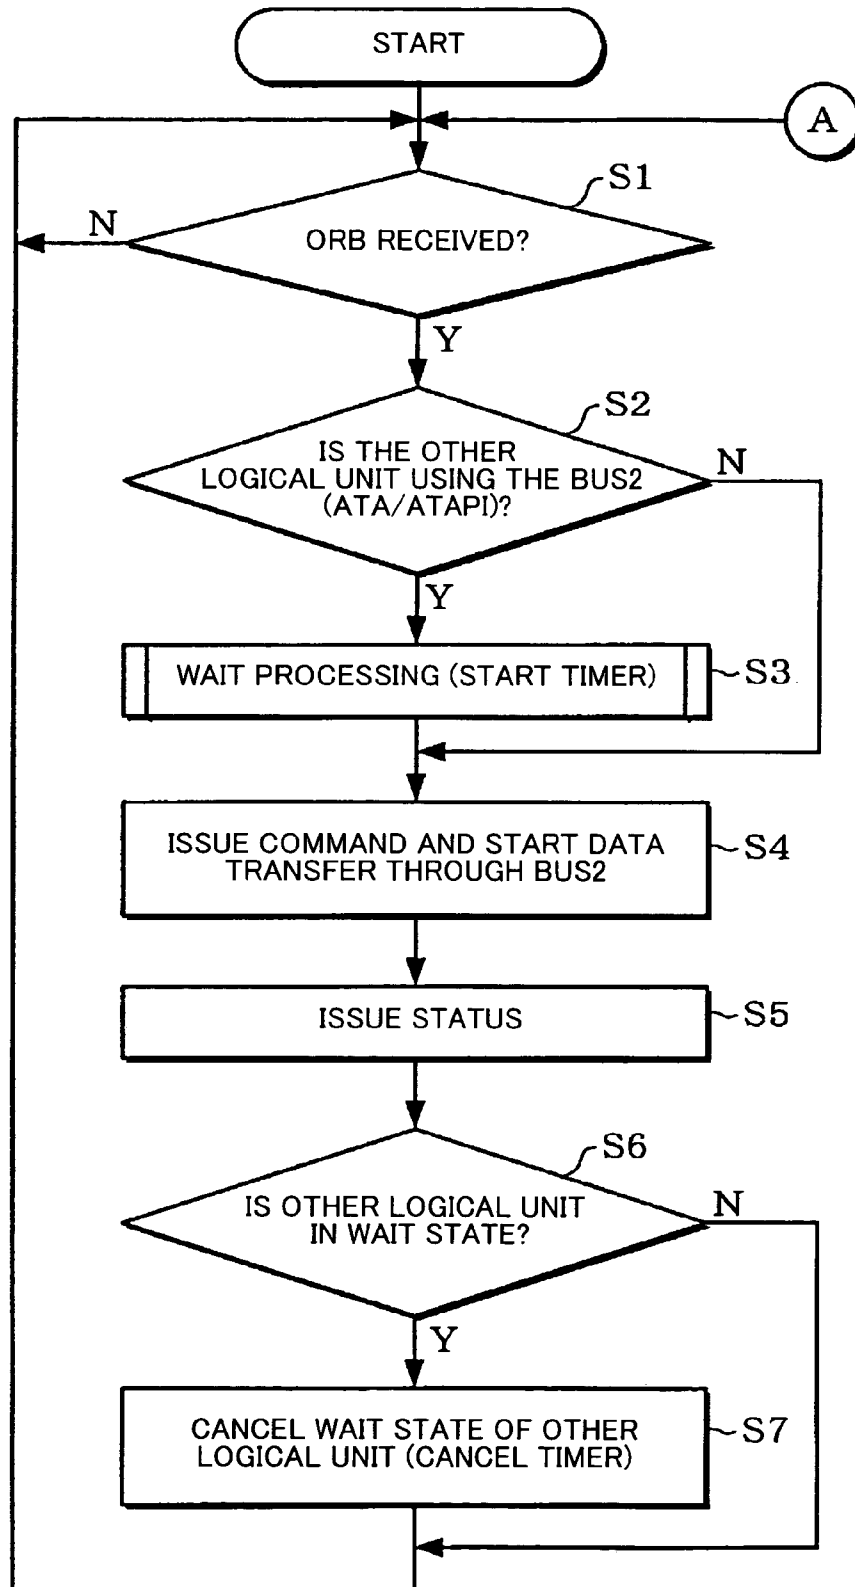 START
A
S1
N
ORB RECEIVED?
Y
S2
IS THE OTHER
LOGICAL UNIT USING THE BUS2
(ATA/ATAPI)?
N
Y
WAIT PROCESSING (START TIMER)
S3
ISSUE COMMAND AND START DATA
TRANSFER THROUGH BUS2
S4
ISSUE STATUS
S5
S6
IS OTHER LOGICAL UNIT
IN WAIT STATE?
N
Y
CANCEL WAIT STATE OF OTHER
LOGICAL UNIT (CANCEL TIMER)
S7